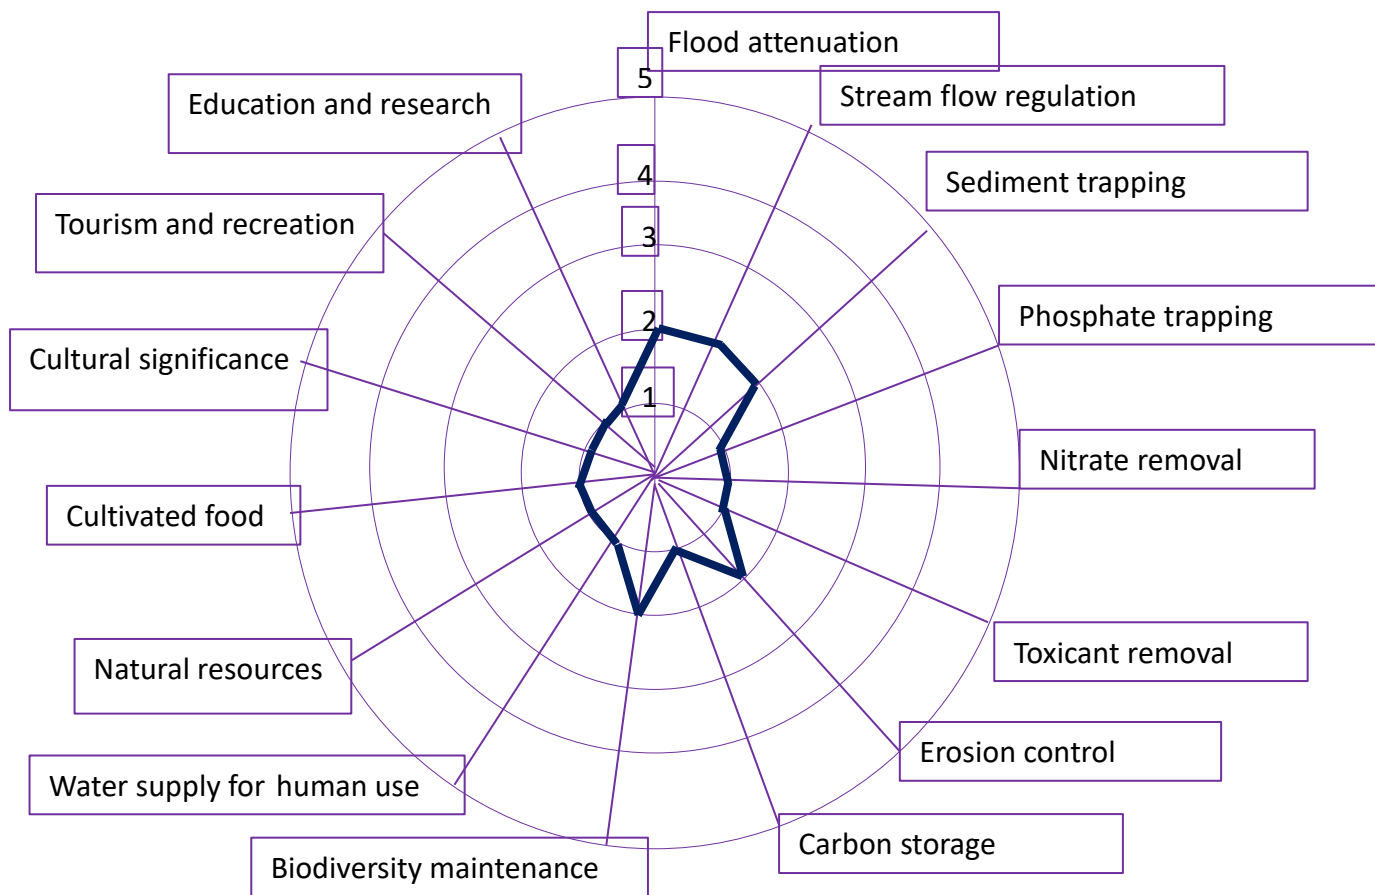 Flood attenuation
5
Education and research
Stream flow regulation
4
Sediment trapping
Tourism and recreation
3
2
Phosphate trapping
Cultural significance
1
Nitrate removal
Cultivated food
Toxicant removal
Natural resources
Erosion control
Water supply for human use
Carbon storage
Biodiversity maintenance